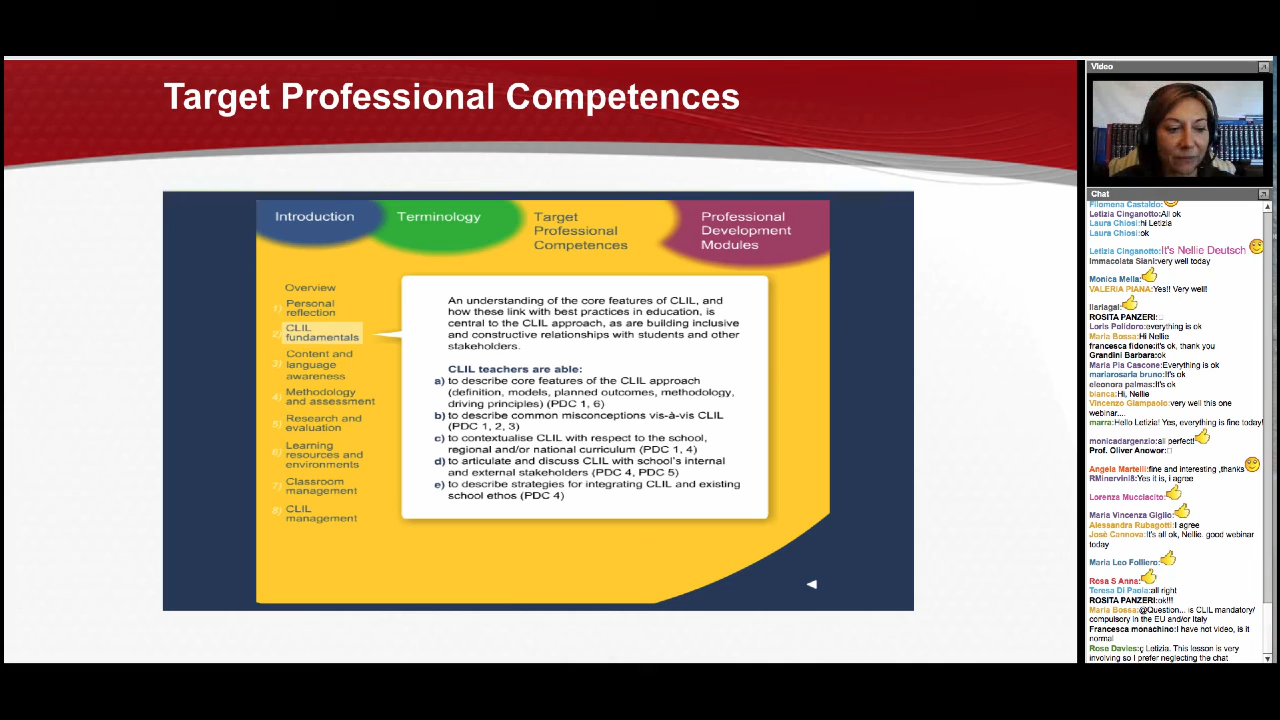 Target Professional Competences
Introduction
Terminology
Target
Professional
Competences
Professional
Development
Modules
Overview
1) Personal
reflection
2) CLIL
fundamentals
3) Content and
language
awareness
4) Methodology
and assessment
5) Research and
evaluation
6) Learning
resources and
environments
7) Classroom
management
8) CLIL
management
An understanding of the core features of CLIL, and
how these link with best practices in education, is
central to the CLIL approach, as are building inclusive
and constructive relationships with students and other
stakeholders.
CLIL teachers are able:
a) to describe core features of the CLIL approach
(definition, models, planned outcomes, methodology,
driving principles) (PDC 1, 6)
b) to describe common misconceptions vis-à-vis CLIL
(PDC 1, 2, 3)
c) to contextualise CLIL with respect to the school,
regional and/or national curriculum (PDC 1, 4)
d) to articulate and discuss CLIL with school's internal
and external stakeholders (PDC 4, PDC 5)
e) to describe strategies for integrating CLIL and existing
school ethos (PDC 4)
Video
Chat
Filomena Castaldo:
Letizia Cinganotto:All ok
Laura Chiosi:hi Letizia
Laura Chiosi:ok
Letizia Cinganotto:It's Nellie Deutsch
Immacolata Siani:very well today
Monica Mella:
VALERIA PIANA:Yes!! Very well!
ilariagal:
ROSITA PANZERI:
Loris Polidoro:everything is ok
Maria Bossa:Hi Nellie
francesca fidone:it's ok, thank you
Grandini Barbara:ok
Maria Pia Cascone:Everything is ok
mariarosaria bruno:It's ok
eleonora palmas:It's ok
bianca:Hi, Nellie
Vincenzo Giampaolo:very well this one
webinar....
marra:Hello Letizia! Yes, everything is fine today!
monicadargenzio:all perfect!
Prof. Oliver Anowor:
Angela Martelli:fine and interesting ,thanks
RMinervini8:Yes it is, i agree
Lorenza Mucciacito:
Maria Vincenza Giglio:
Alessandra Rubagotti:I agree
Josè Cannova:It's all ok, Nellie. good webinar
today
Maria Leo Folliero:
Rosa S Anna:
Teresa Di Paola:all right
ROSITA PANZERI:ok!!!
Maria Bossa:@Question... is CLIL mandatory/
compulsory in the EU and/or Italy
Francesca monachino:I have not video, is it
normal
Rose Davies:ç Letizia. This lesson is very
involving so I prefer neglecting the chat